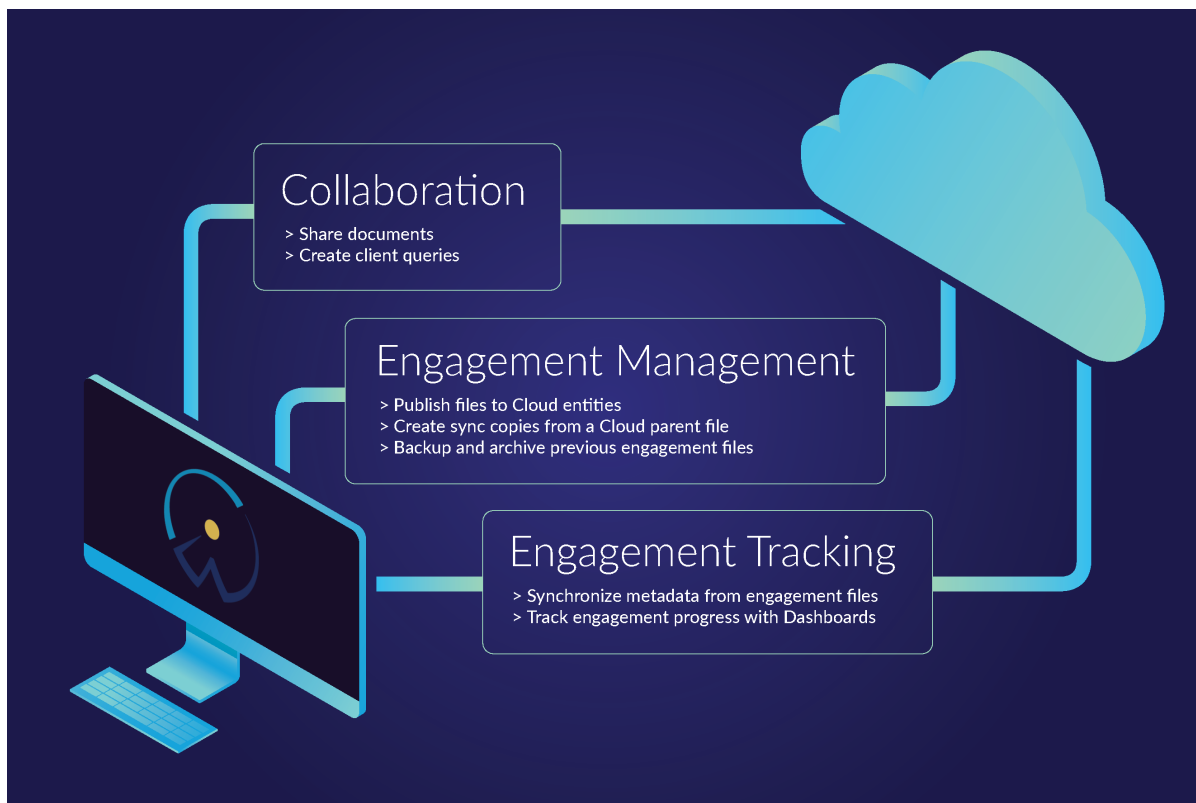 Collaboration
> Share documents
> Create client queries
Engagement Management
> Publish files to Cloud entities
> Create sync copies from a Cloud parent file
> Backup and archive previous engagement files
Engagement Tracking
> Synchronize metadata from engagement files
> Track engagement progress with Dashboards